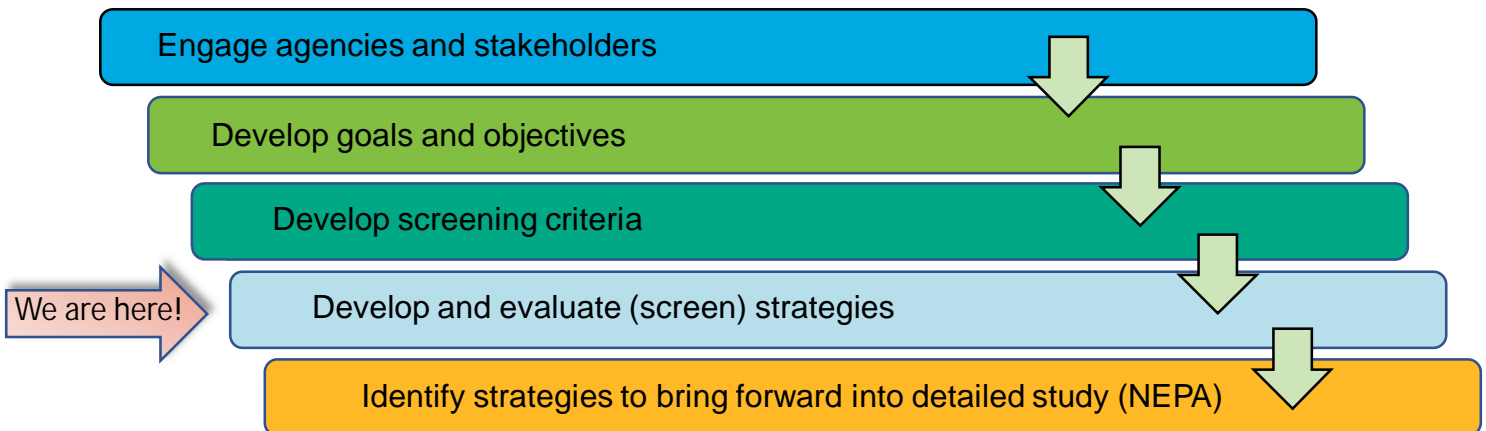 Engage agencies and stakeholders
Develop goals and objectives
Develop screening criteria
We are here!
Develop and evaluate (screen) strategies
Identify strategies to bring forward into detailed study (NEPA)